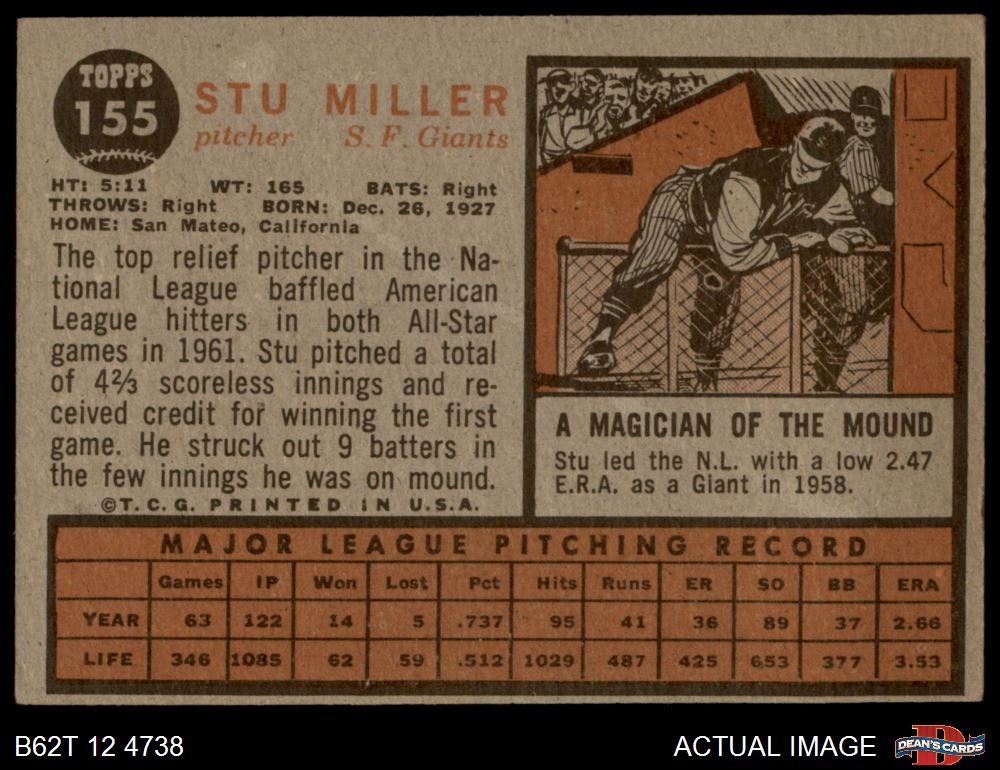 TOPPS
155
STU MILLER
pitcher S. F. Giants
HT: 5:11 WT: 165 BATS: Right
THROWS: Right BORN: Dec. 26, 1927
HOME: San Mateo, California
The top relief pitcher in the Na-
tional League baffled American
League hitters in both All-Star
games in 1961. Stu pitched a total
of 4⅔ scoreless innings and re-
ceived credit for winning the first
game. He struck out 9 batters in
the few innings he was on mound.
©T.C.G. PRINTED IN U.S.A.
A MAGICIAN OF THE MOUND
Stu led the N.L. with a low 2.47
E.R.A. as a Giant in 1958.
MAJOR LEAGUE PITCHING RECORD
Games IP Won Lost Pct Hits Runs ER SO BB ERA
YEAR 63 122 14 5 .737 95 41 36 89 37 2.66
LIFE 346 1085 62 59 .512 1029 487 425 653 377 3.53
B62T 12 4738 ACTUAL IMAGE DEAN'S CARDS